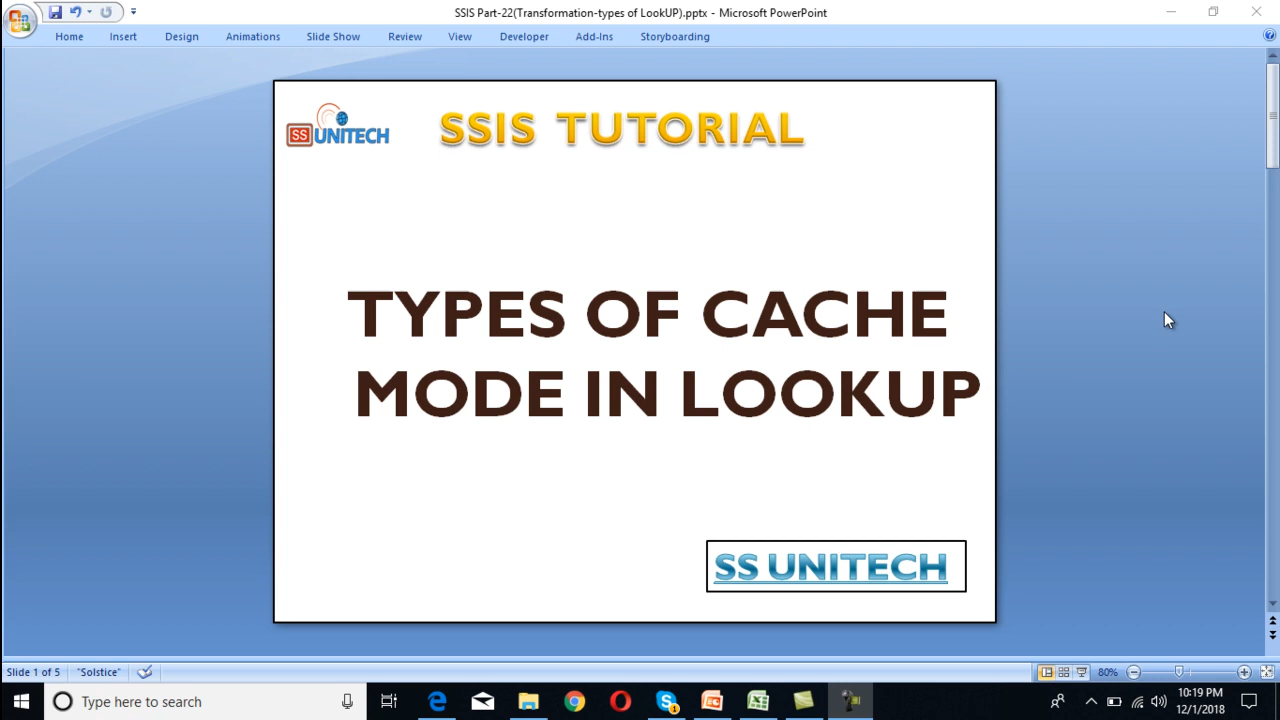 SSIS Part-22(Transformation-types of LookUP).pptx - Microsoft PowerPoint
Home Insert Design Animations Slide Show Review View Developer Add-Ins Storyboarding
SS UNITECH
SSIS TUTORIAL
TYPES OF CACHE
MODE IN LOOKUP
SS UNITECH
Slide 1 of 5 "Solstice" 80%
Type here to search
1
10:19 PM
12/1/2018